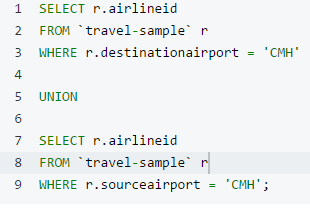 1 SELECT r.airlineid
2 FROM `travel-sample` r
3 WHERE r.destinationairport = 'CMH'
4
5 UNION
6
7 SELECT r.airlineid
8 FROM `travel-sample` r
9 WHERE r.sourceairport = 'CMH';